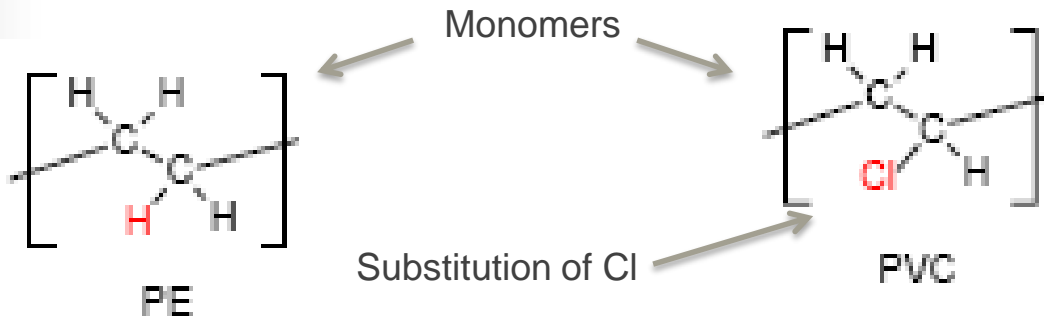 Monomers
H H
C
C
H H
PE
H H
C
C
Cl H
PVC
Substitution of Cl